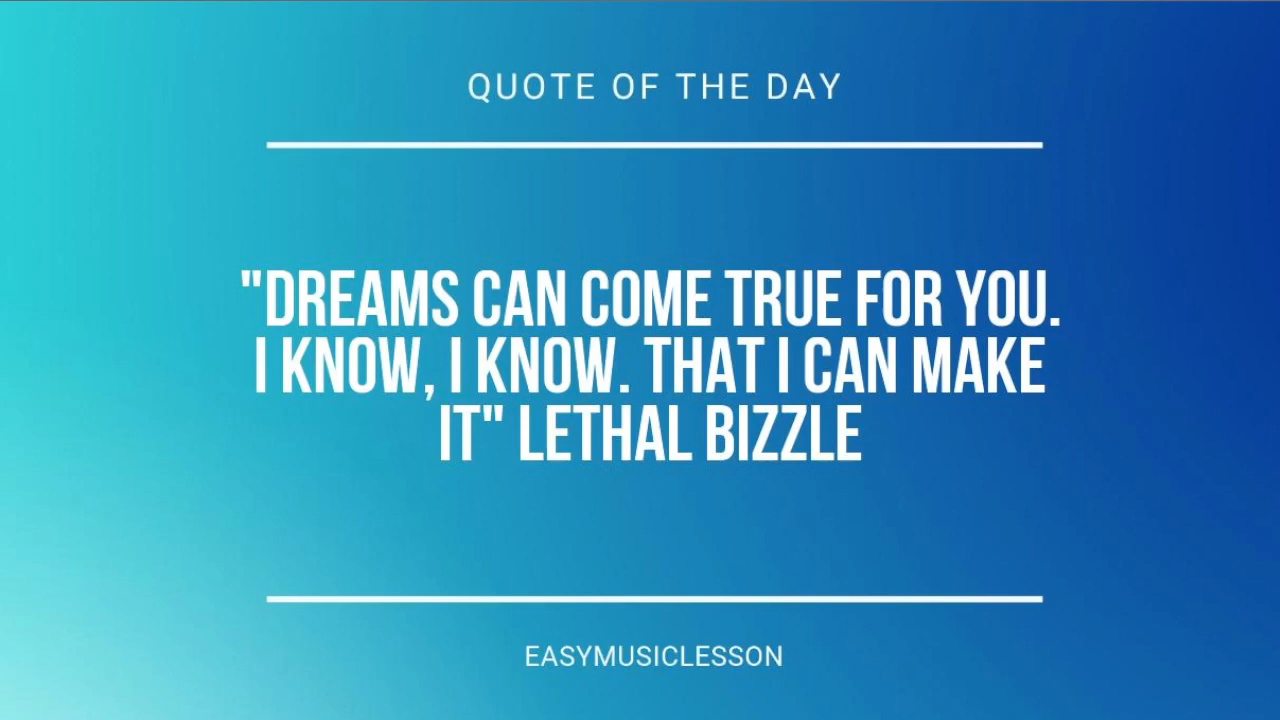 QUOTE OF THE DAY
"DREAMS CAN COME TRUE FOR YOU.
I KNOW, I KNOW. THAT I CAN MAKE
IT" LETHAL BIZZLE
EASYMUSICLESSON